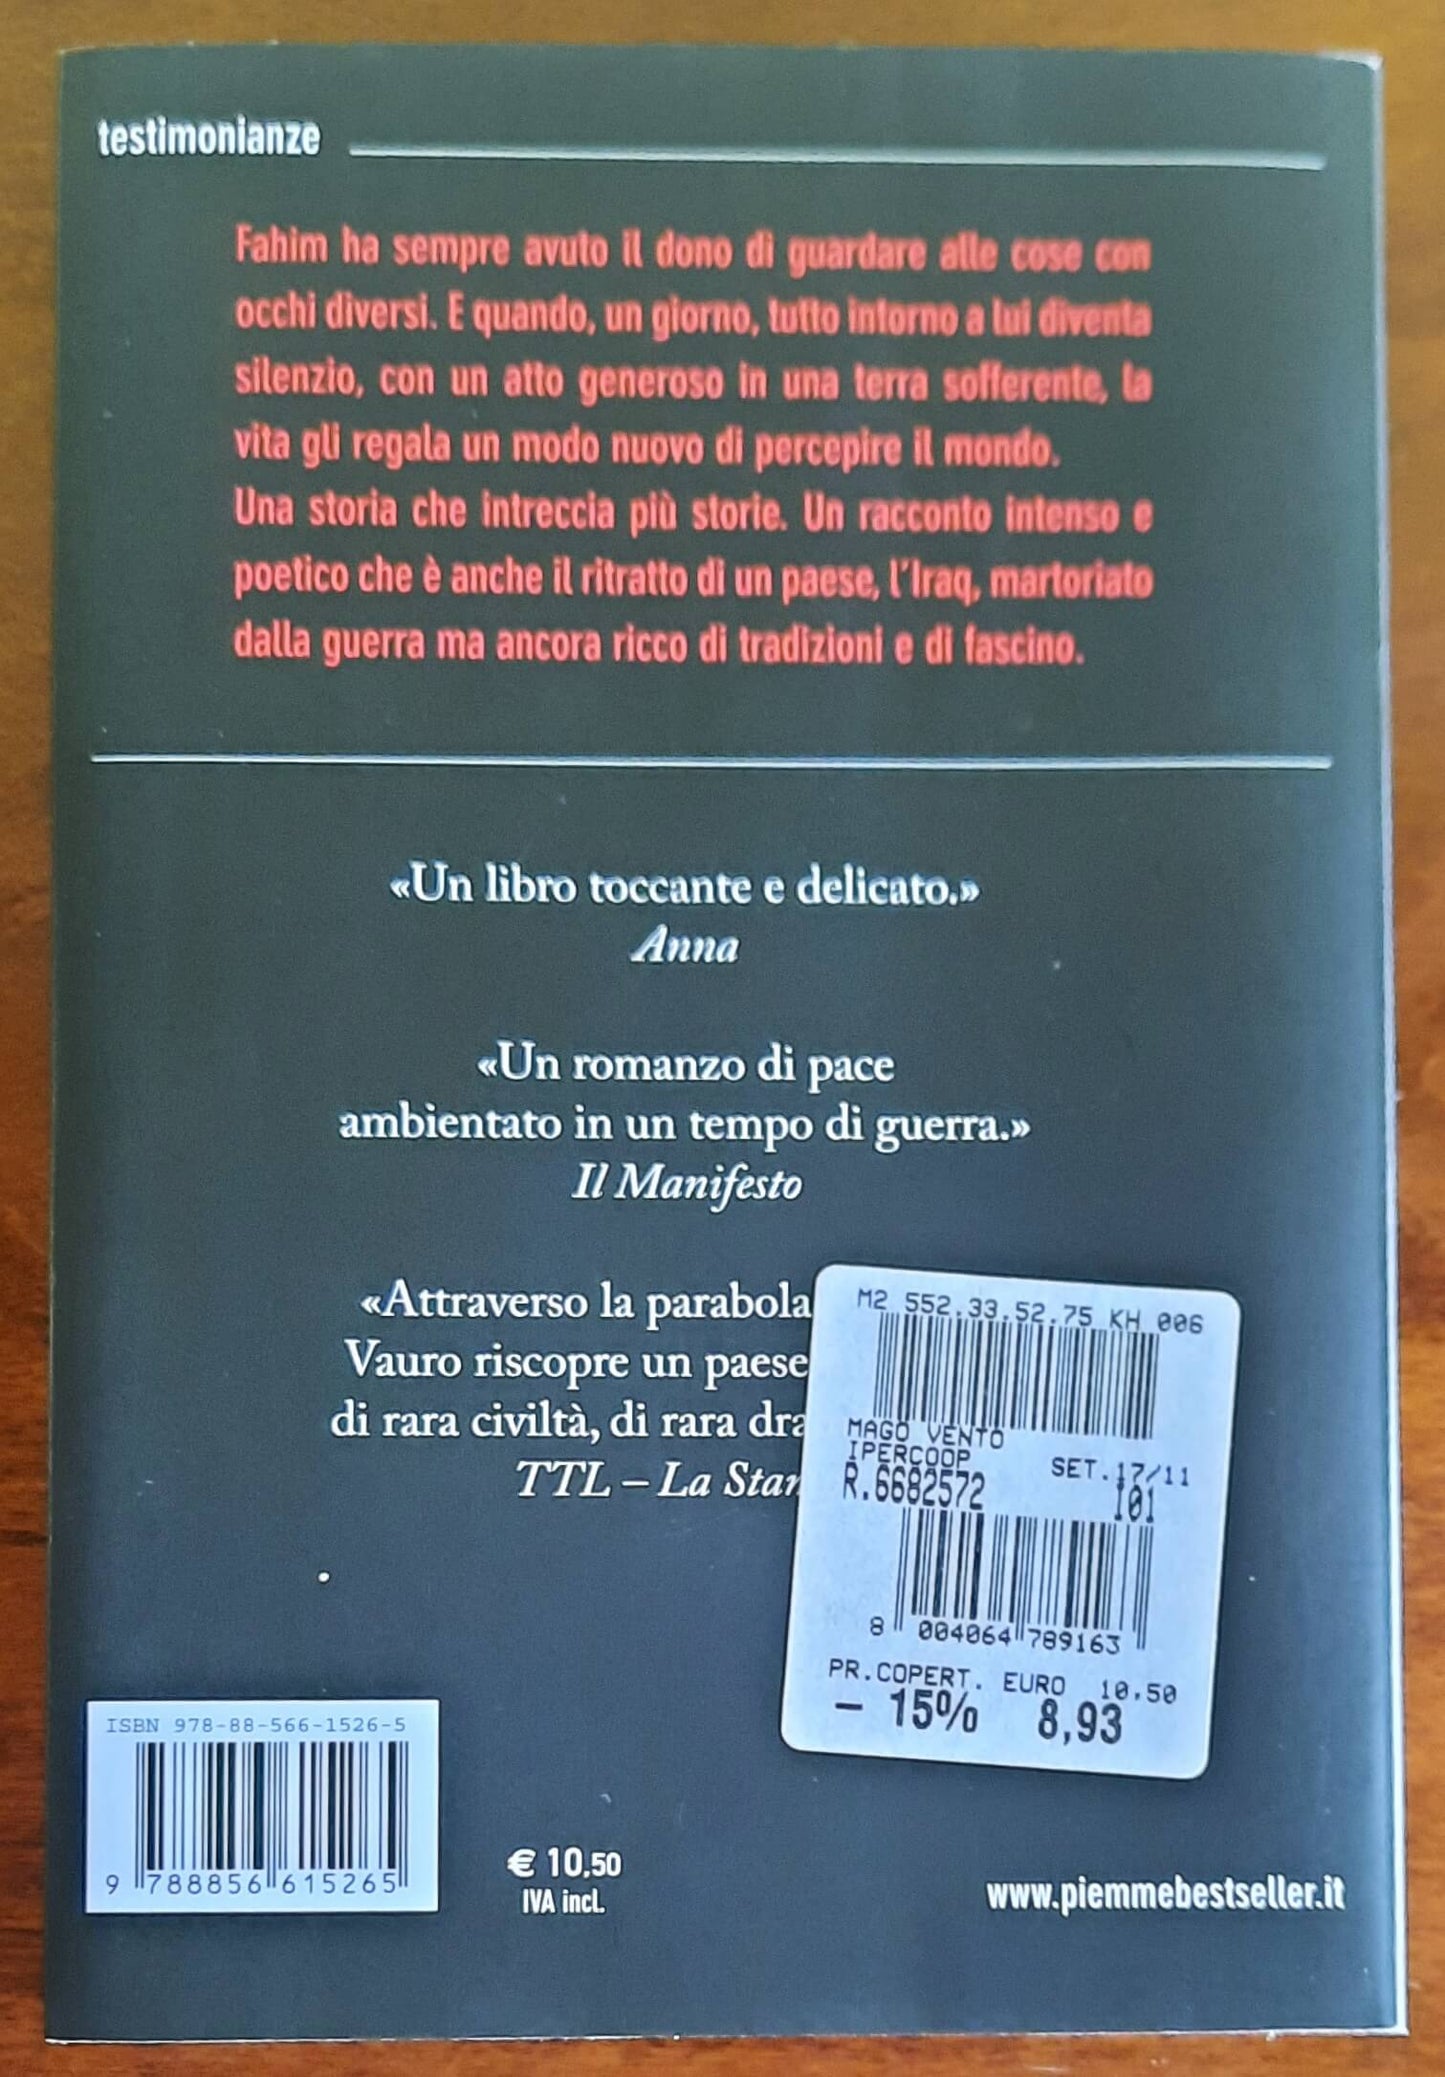 testimonianze
Fahim ha sempre avuto il dono di guardare alle cose con
occhi diversi. E quando, un giorno, tutto intorno a lui diventa
silenzio, con un atto generoso in una terra sofferente, la
vita gli regala un modo nuovo di percepire il mondo.
Una storia che intreccia più storie. Un racconto intenso e
poetico che è anche il ritratto di un paese, l'Iraq, martoriato
dalla guerra ma ancora ricco di tradizioni e di fascino.
«Un libro toccante e delicato.»
Anna
«Un romanzo di pace
ambientato in un tempo di guerra.»
Il Manifesto
«Attraverso la parabola
Vauro riscopre un paese
di rara civiltà, di rara
TTL – La
M2 552.33.52.75 KH 006
MAGO VENTO
IPERCOOP SET.17/11
R.6682572 101
8 004064 789163
PR.COPERT. EURO 10,50
- 15% 8,93
ISBN 978-88-566-1526-5
9 788856 615265
€ 10,50
IVA incl.
www.piemmebestseller.it